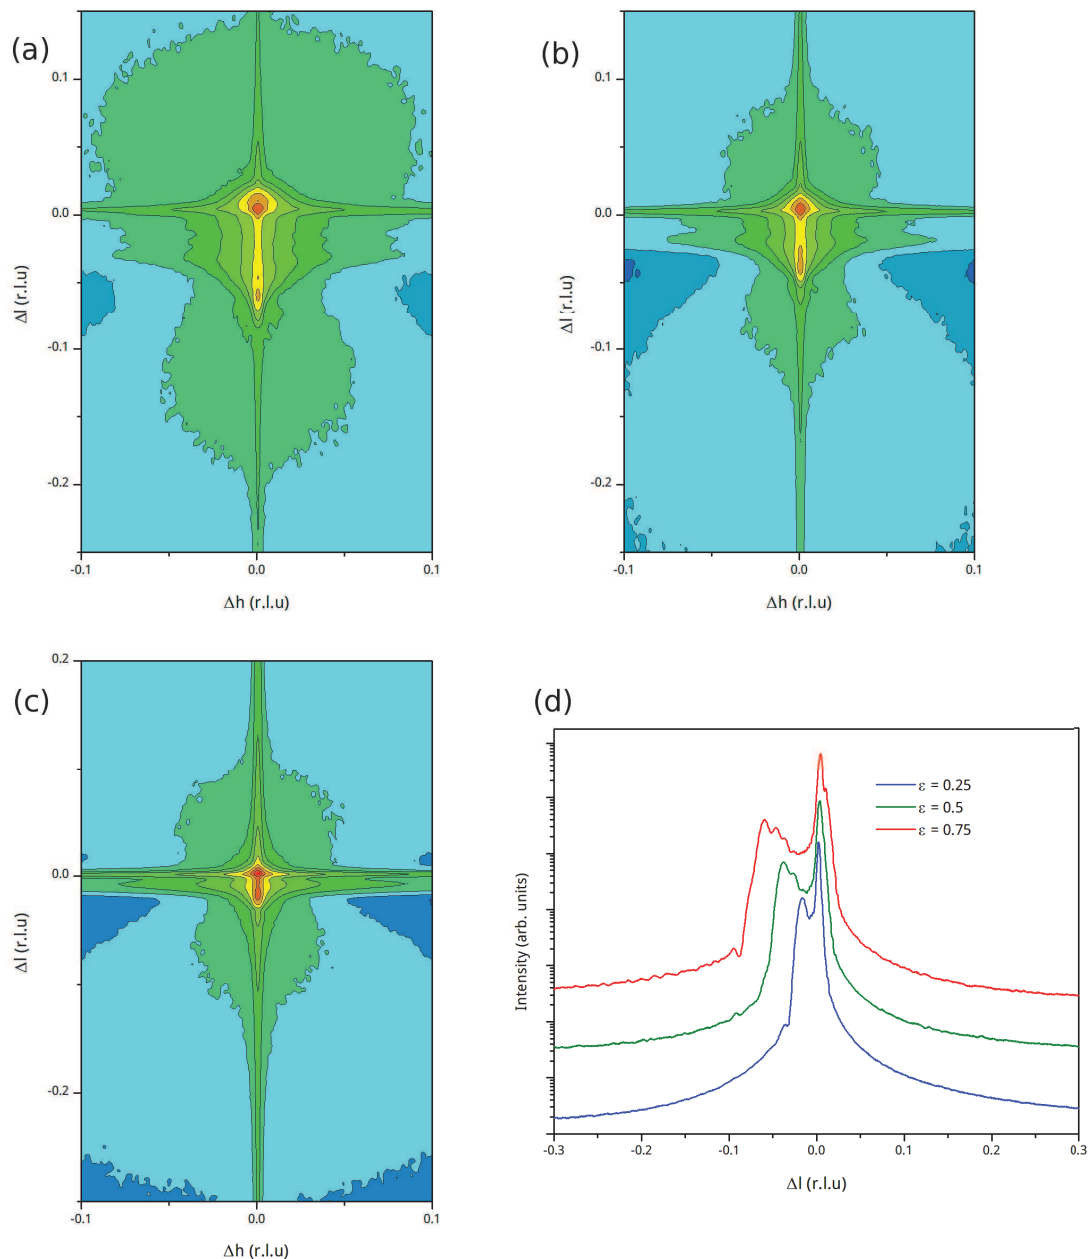 (a)
0.1
0.0
-0.1
-0.2
Δl (r.l.u)
-0.1 0.0 0.1
Δh (r.l.u)
(b)
0.1
0.0
-0.1
-0.2
Δl (r.l.u)
-0.1 0.0 0.1
Δh (r.l.u)
(c)
0.2
0.0
-0.2
Δl (r.l.u)
-0.1 0.0 0.1
Δh (r.l.u)
(d)
ε = 0.25
ε = 0.5
ε = 0.75
Intensity (arb. units)
-0.3 -0.2 -0.1 0.0 0.1 0.2 0.3
Δl (r.l.u)